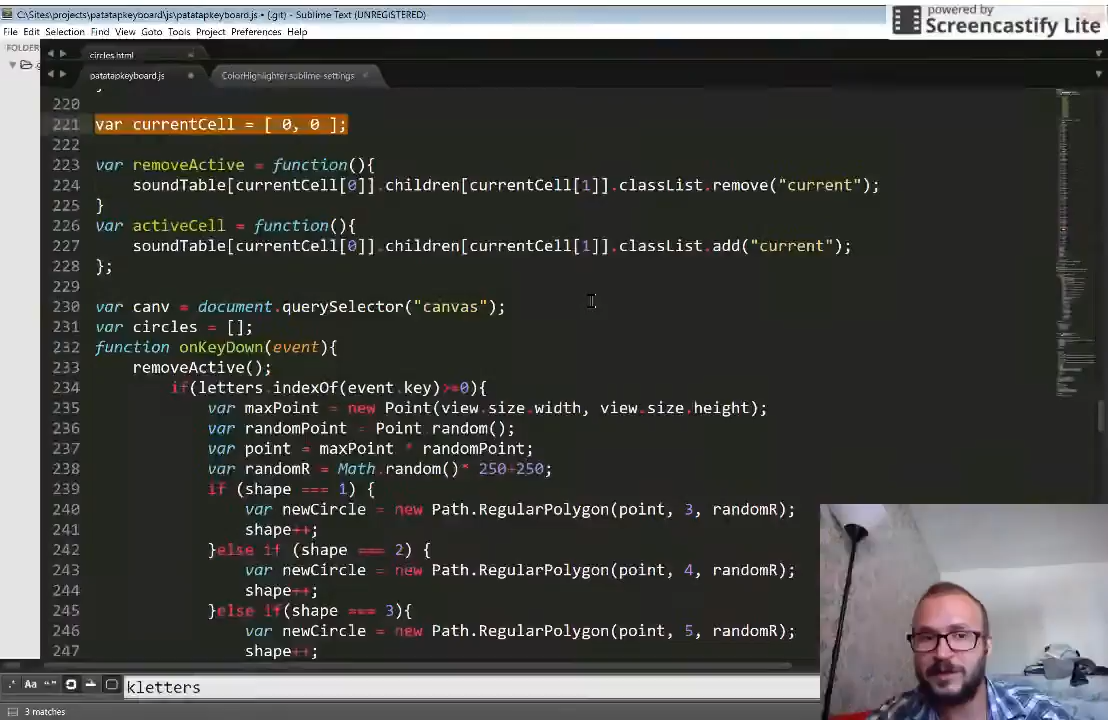 C:\Sites\projects\patatapkeyboard\js\patatapkeyboard.js • (.git) - Sublime Text (UNREGISTERED)
powered by
Screencastify Lite
File Edit Selection Find View Goto Tools Project Preferences Help
FOLDER
circles.html
patatapkeyboard.js
ColorHighlighter.sublime-settings
220
221 var currentCell = [ 0, 0 ];
222
223 var removeActive = function(){
224 soundTable[currentCell[0]].children[currentCell[1]].classList.remove("current");
225 }
226 var activeCell = function(){
227 soundTable[currentCell[0]].children[currentCell[1]].classList.add("current");
228 };
229
230 var canv = document.querySelector("canvas");
231 var circles = [];
232 function onKeyDown(event){
233 removeActive();
234 if(letters.indexOf(event.key)>=0){
235 var maxPoint = new Point(view.size.width, view.size.height);
236 var randomPoint = Point.random();
237 var point = maxPoint * randomPoint;
238 var randomR = Math.random()* 250+250;
239 if (shape === 1) {
240 var newCircle = new Path.RegularPolygon(point, 3, randomR);
241 shape++;
242 }else if (shape === 2) {
243 var newCircle = new Path.RegularPolygon(point, 4, randomR);
244 shape++;
245 }else if(shape === 3){
246 var newCircle = new Path.RegularPolygon(point, 5, randomR);
247 shape++;
.* Aa “” kletters
3 matches